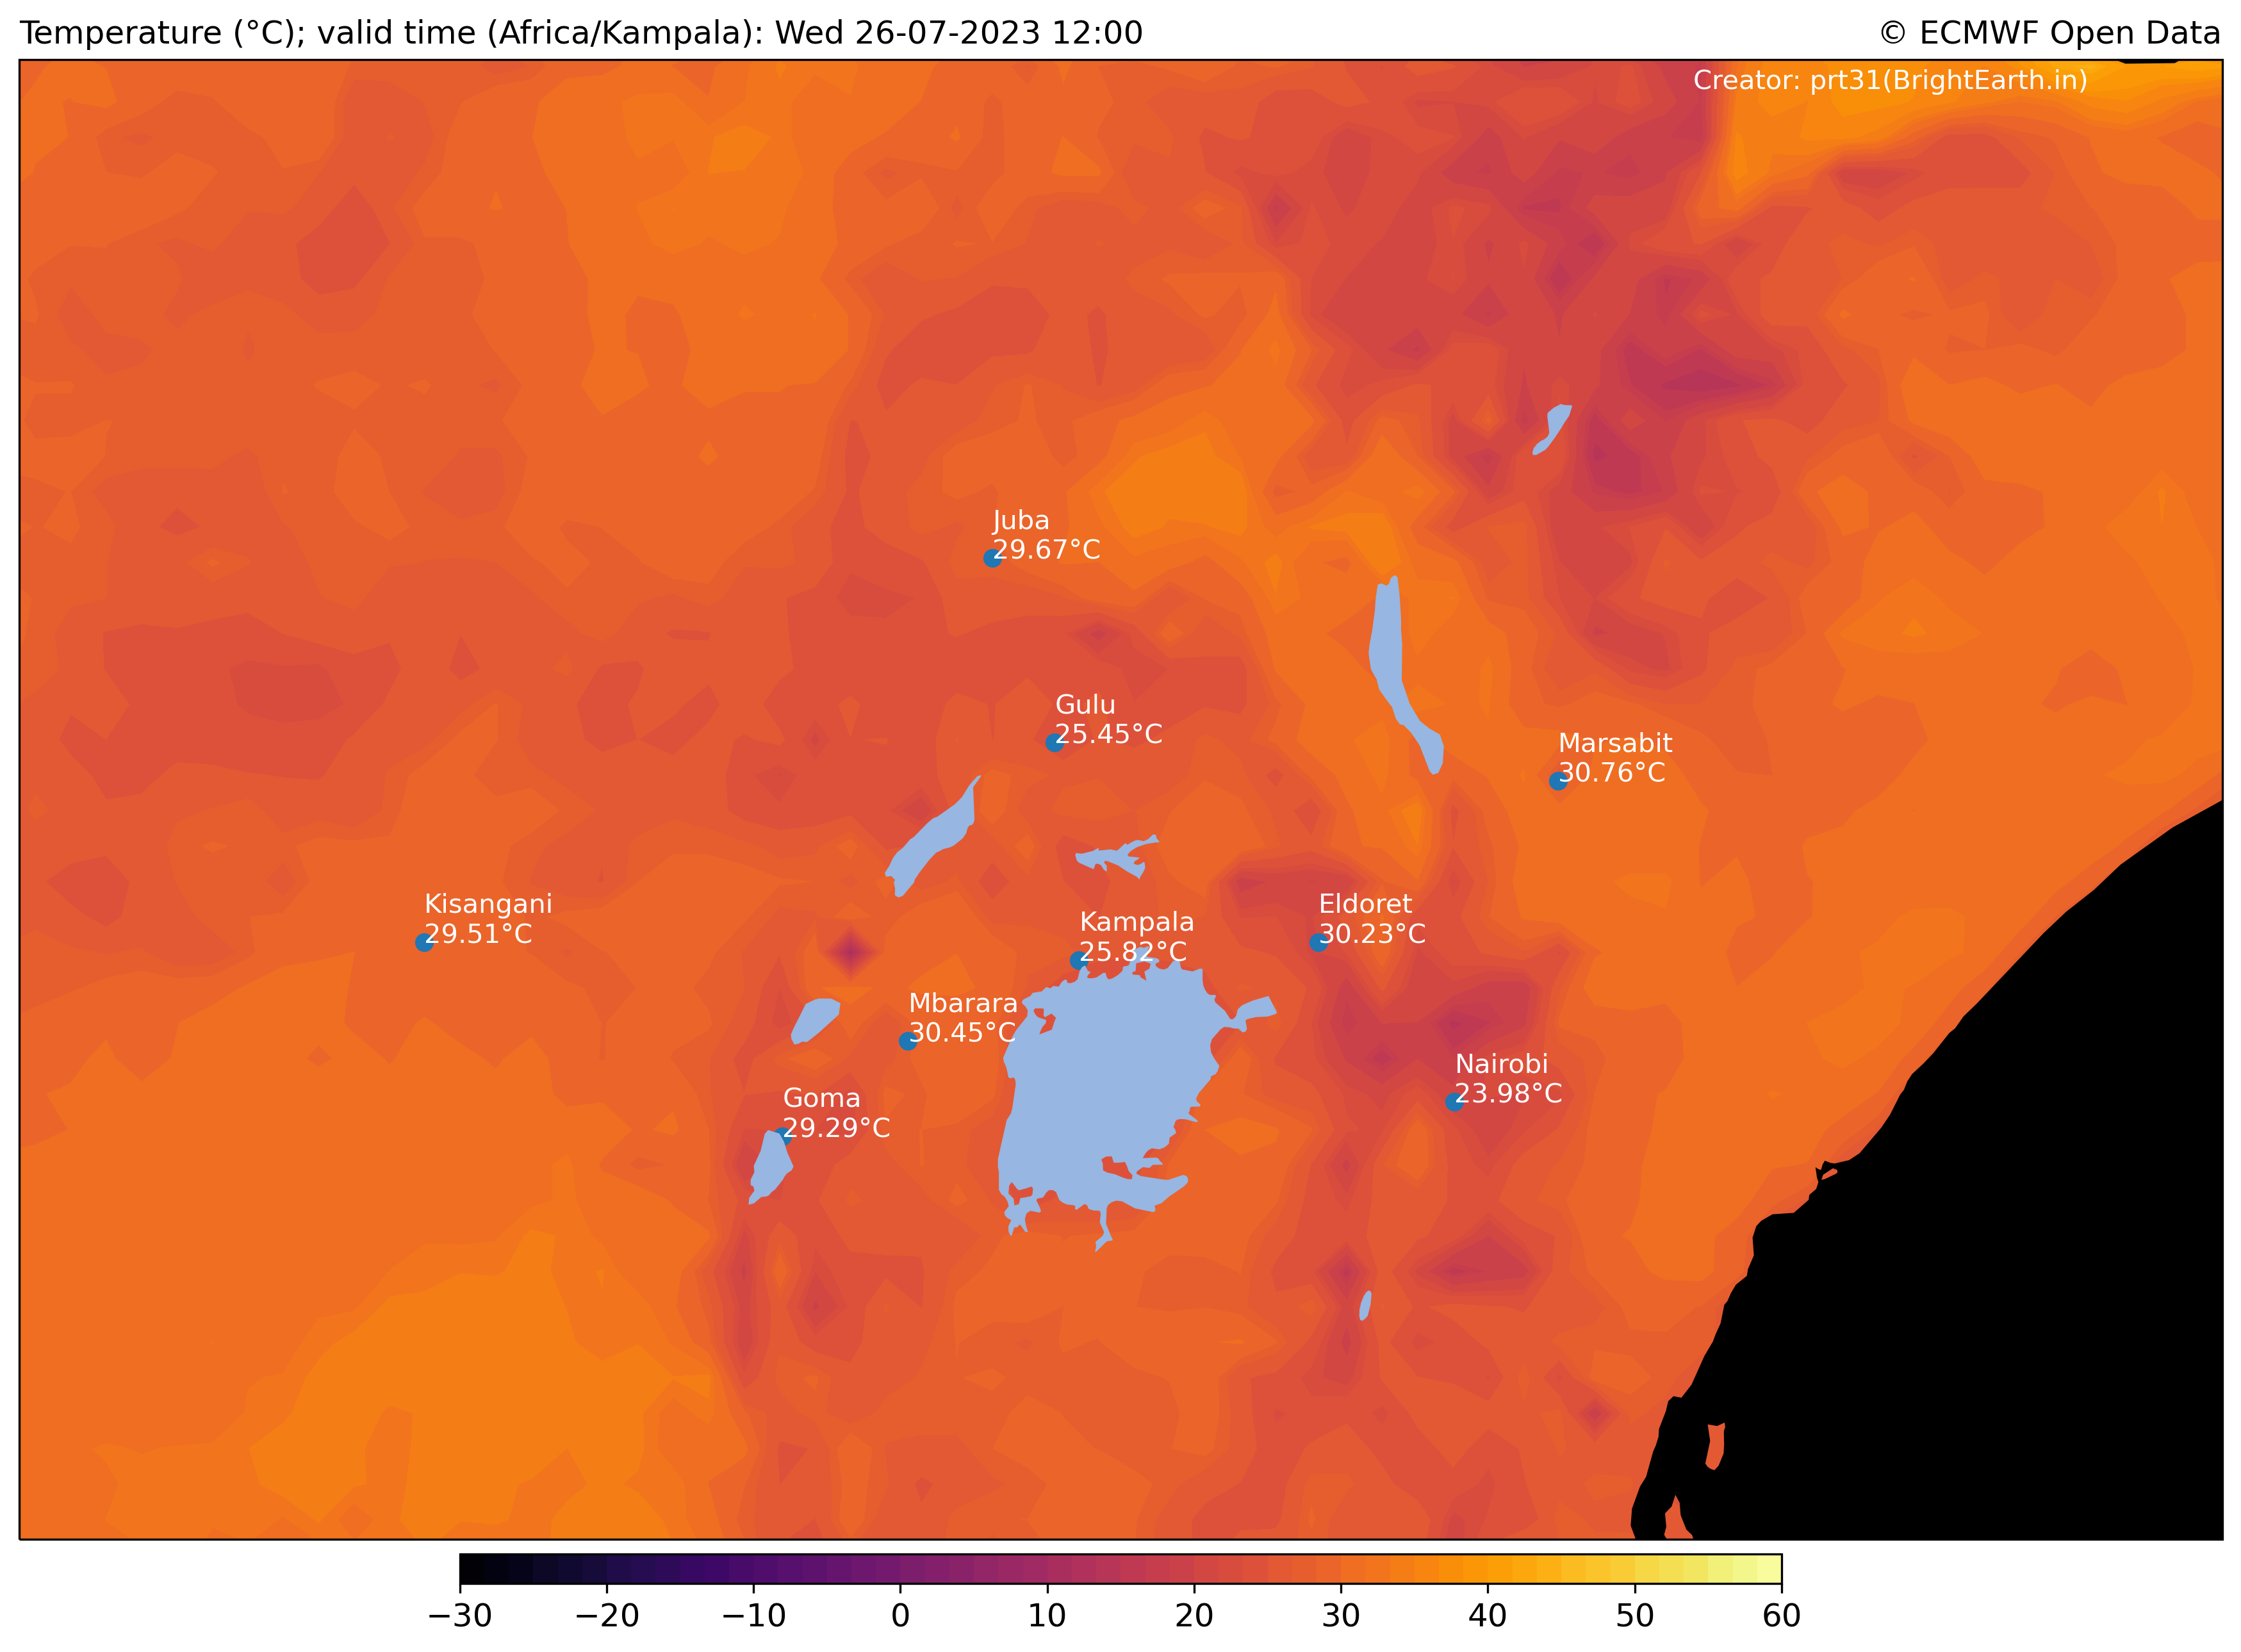 Temperature (°C); valid time (Africa/Kampala): Wed 26-07-2023 12:00
© ECMWF Open Data
Creator: prt31(BrightEarth.in)
Juba
29.67°C
Gulu
25.45°C
Marsabit
30.76°C
Kisangani
29.51°C
Kampala
25.82°C
Eldoret
30.23°C
Mbarara
30.45°C
Nairobi
23.98°C
Goma
29.29°C
−30 −20 −10 0 10 20 30 40 50 60